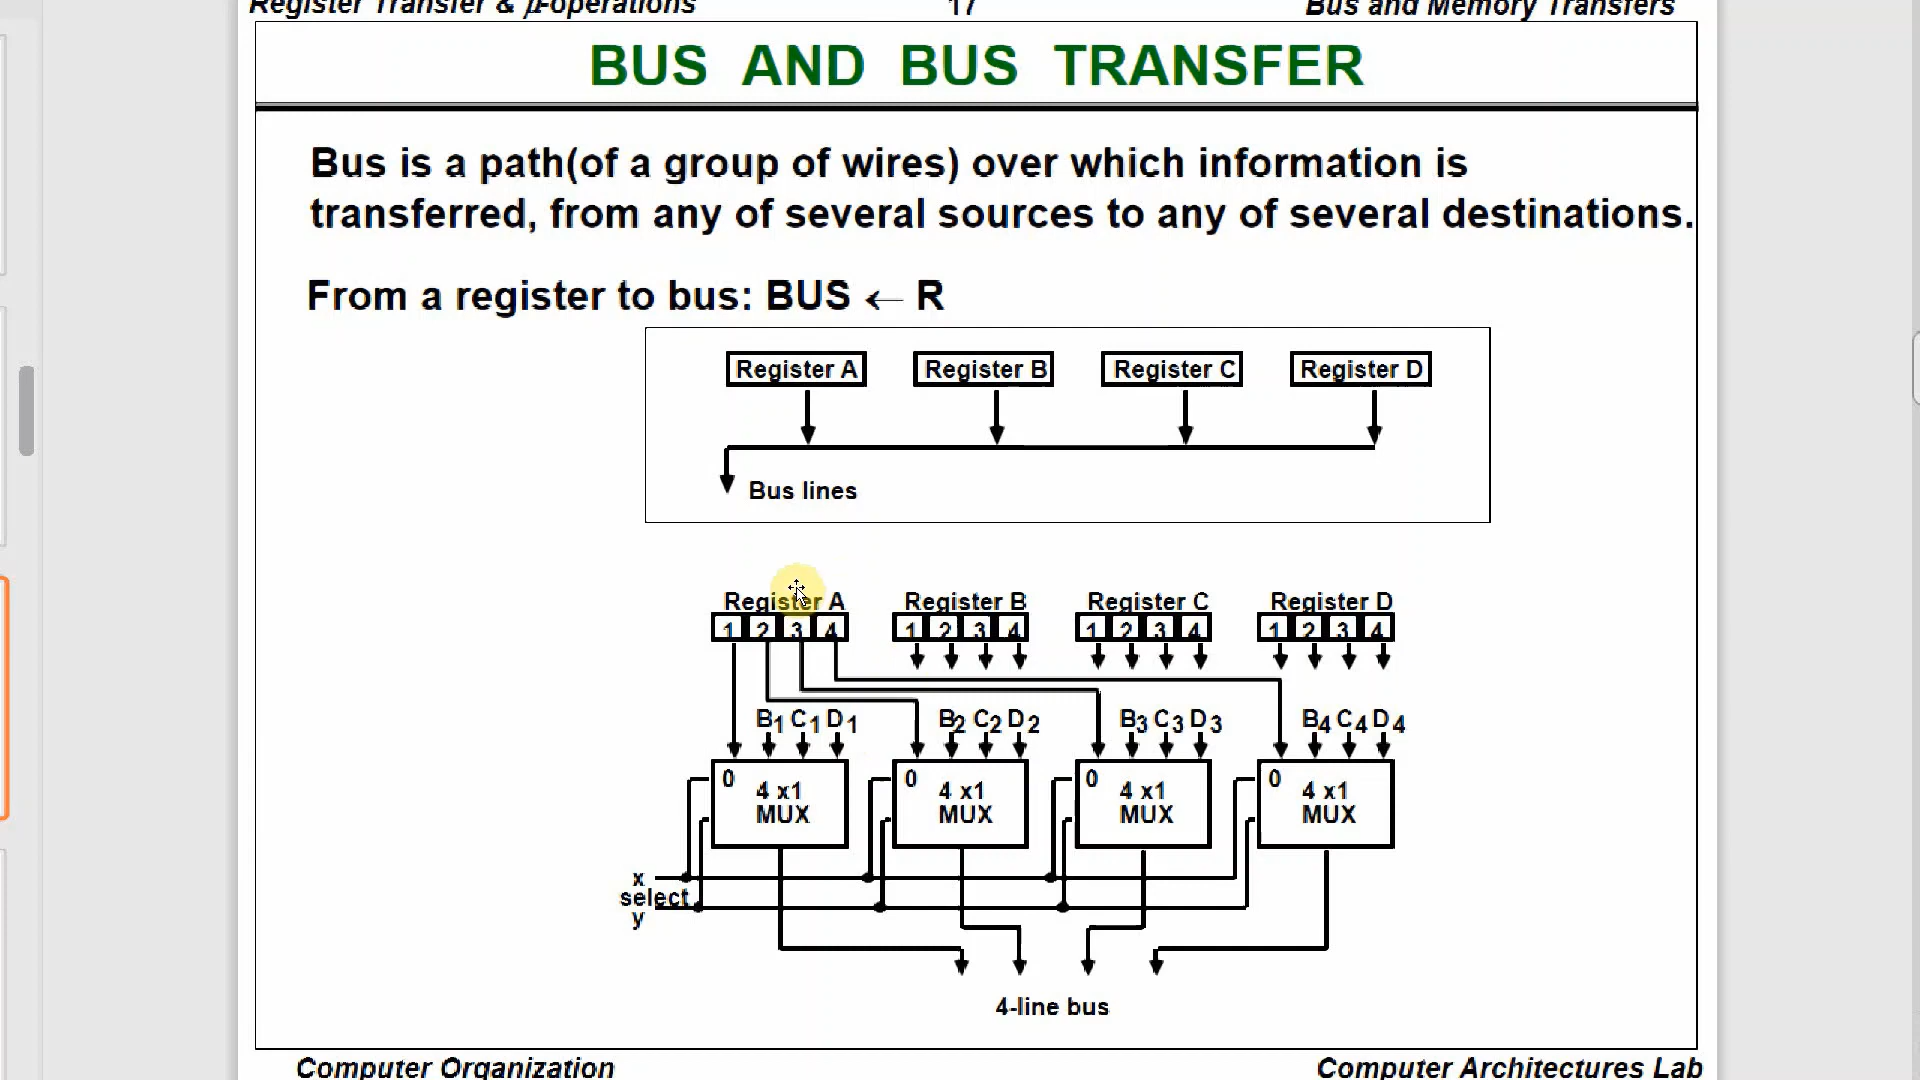 Register Transfer & μ-operations 17 Bus and Memory Transfers
BUS AND BUS TRANSFER
Bus is a path(of a group of wires) over which information is
transferred, from any of several sources to any of several destinations.
From a register to bus: BUS ← R
Register A Register B Register C Register D
Bus lines
Register A Register B Register C Register D
1 2 3 4 1 2 3 4 1 2 3 4 1 2 3 4
B1 C1 D1 B2 C2 D2 B3 C3 D3 B4 C4 D4
0 0 0 0
4 x1 4 x1 4 x1 4 x1
MUX MUX MUX MUX
x
select
y
4-line bus
Computer Organization Computer Architectures Lab